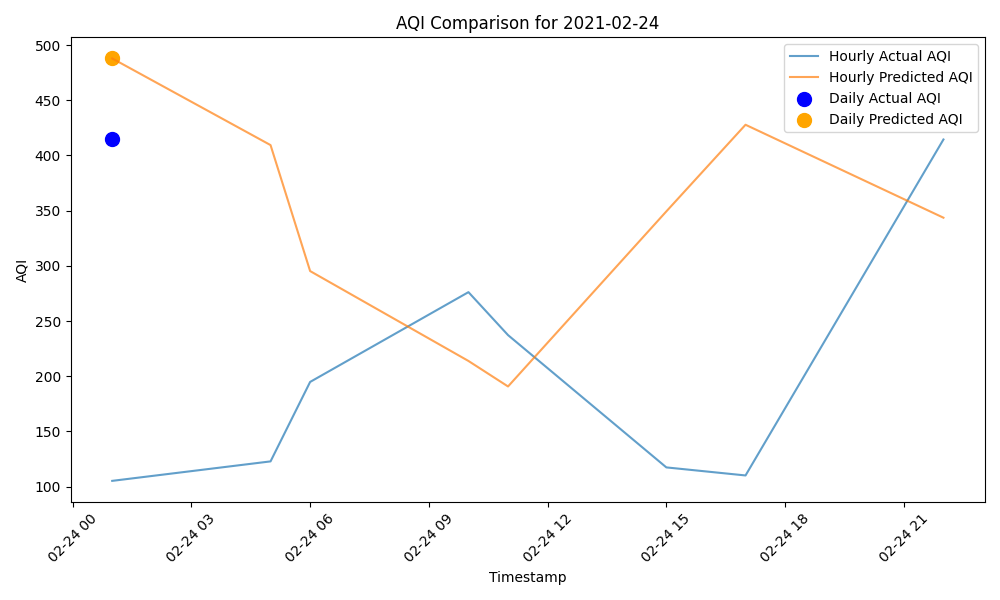 AQI Comparison for 2021-02-24
Hourly Actual AQI
Hourly Predicted AQI
Daily Actual AQI
Daily Predicted AQI
AQI
500
450
400
350
300
250
200
150
100
02-24 00
02-24 03
02-24 06
02-24 09
02-24 12
02-24 15
02-24 18
02-24 21
Timestamp